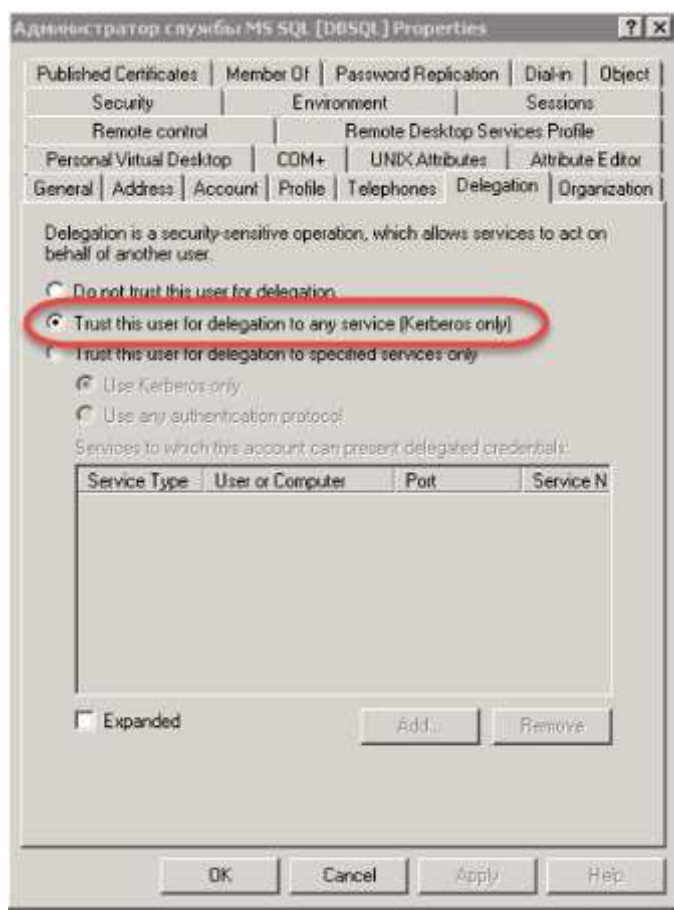 Администратор службы MS SQL [DBSQL] Properties ? X
Published Certificates Member Of Password Replication Dial-in Object
Security Environment Sessions
Remote control Remote Desktop Services Profile
Personal Virtual Desktop COM+ UNIX Attributes Attribute Editor
General Address Account Profile Telephones Delegation Organization
Delegation is a security-sensitive operation, which allows services to act on
behalf of another user.
Do not trust this user for delegation
Trust this user for delegation to any service (Kerberos only)
Trust this user for delegation to specified services only
Use Kerberos only
Use any authentication protocol
Services to which this account can present delegated credentials:
Service Type User or Computer Port Service N
Expanded Add... Remove
OK Cancel Apply Help